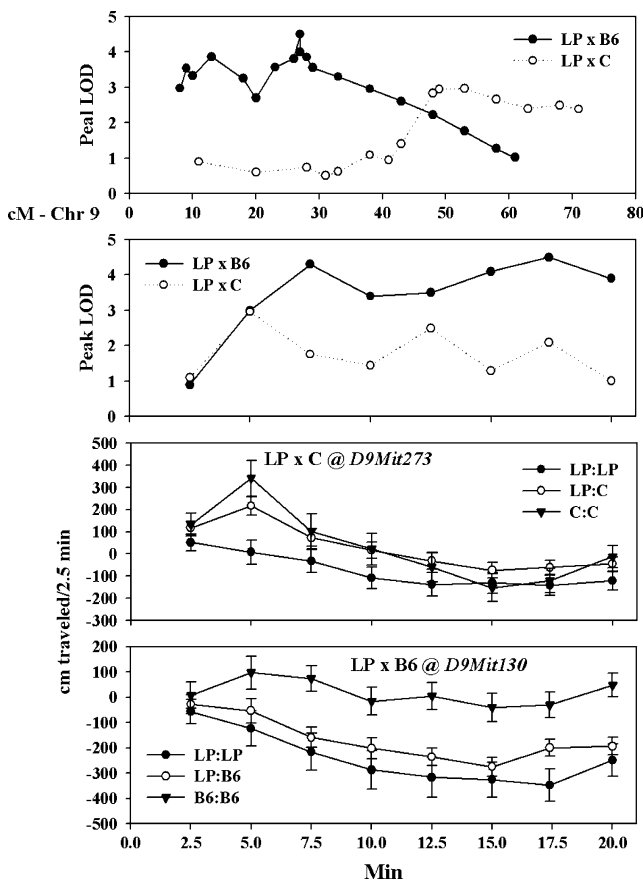 5
4
3
2
1
0
Peal LOD
LP x B6
LP x C
cM - Chr 9
10
20
30
40
50
60
70
80
5
4
3
2
1
0
Peak LOD
LP x B6
LP x C
500
400
300
200
100
0
-100
-200
-300
LP x C @ D9Mit273
LP:LP
LP:C
C:C
cm traveled/2.5 min
200
100
0
-100
-200
-300
-400
-500
LP x B6 @ D9Mit130
LP:LP
LP:B6
B6:B6
0.0
2.5
5.0
7.5
10.0
12.5
15.0
17.5
20.0
Min